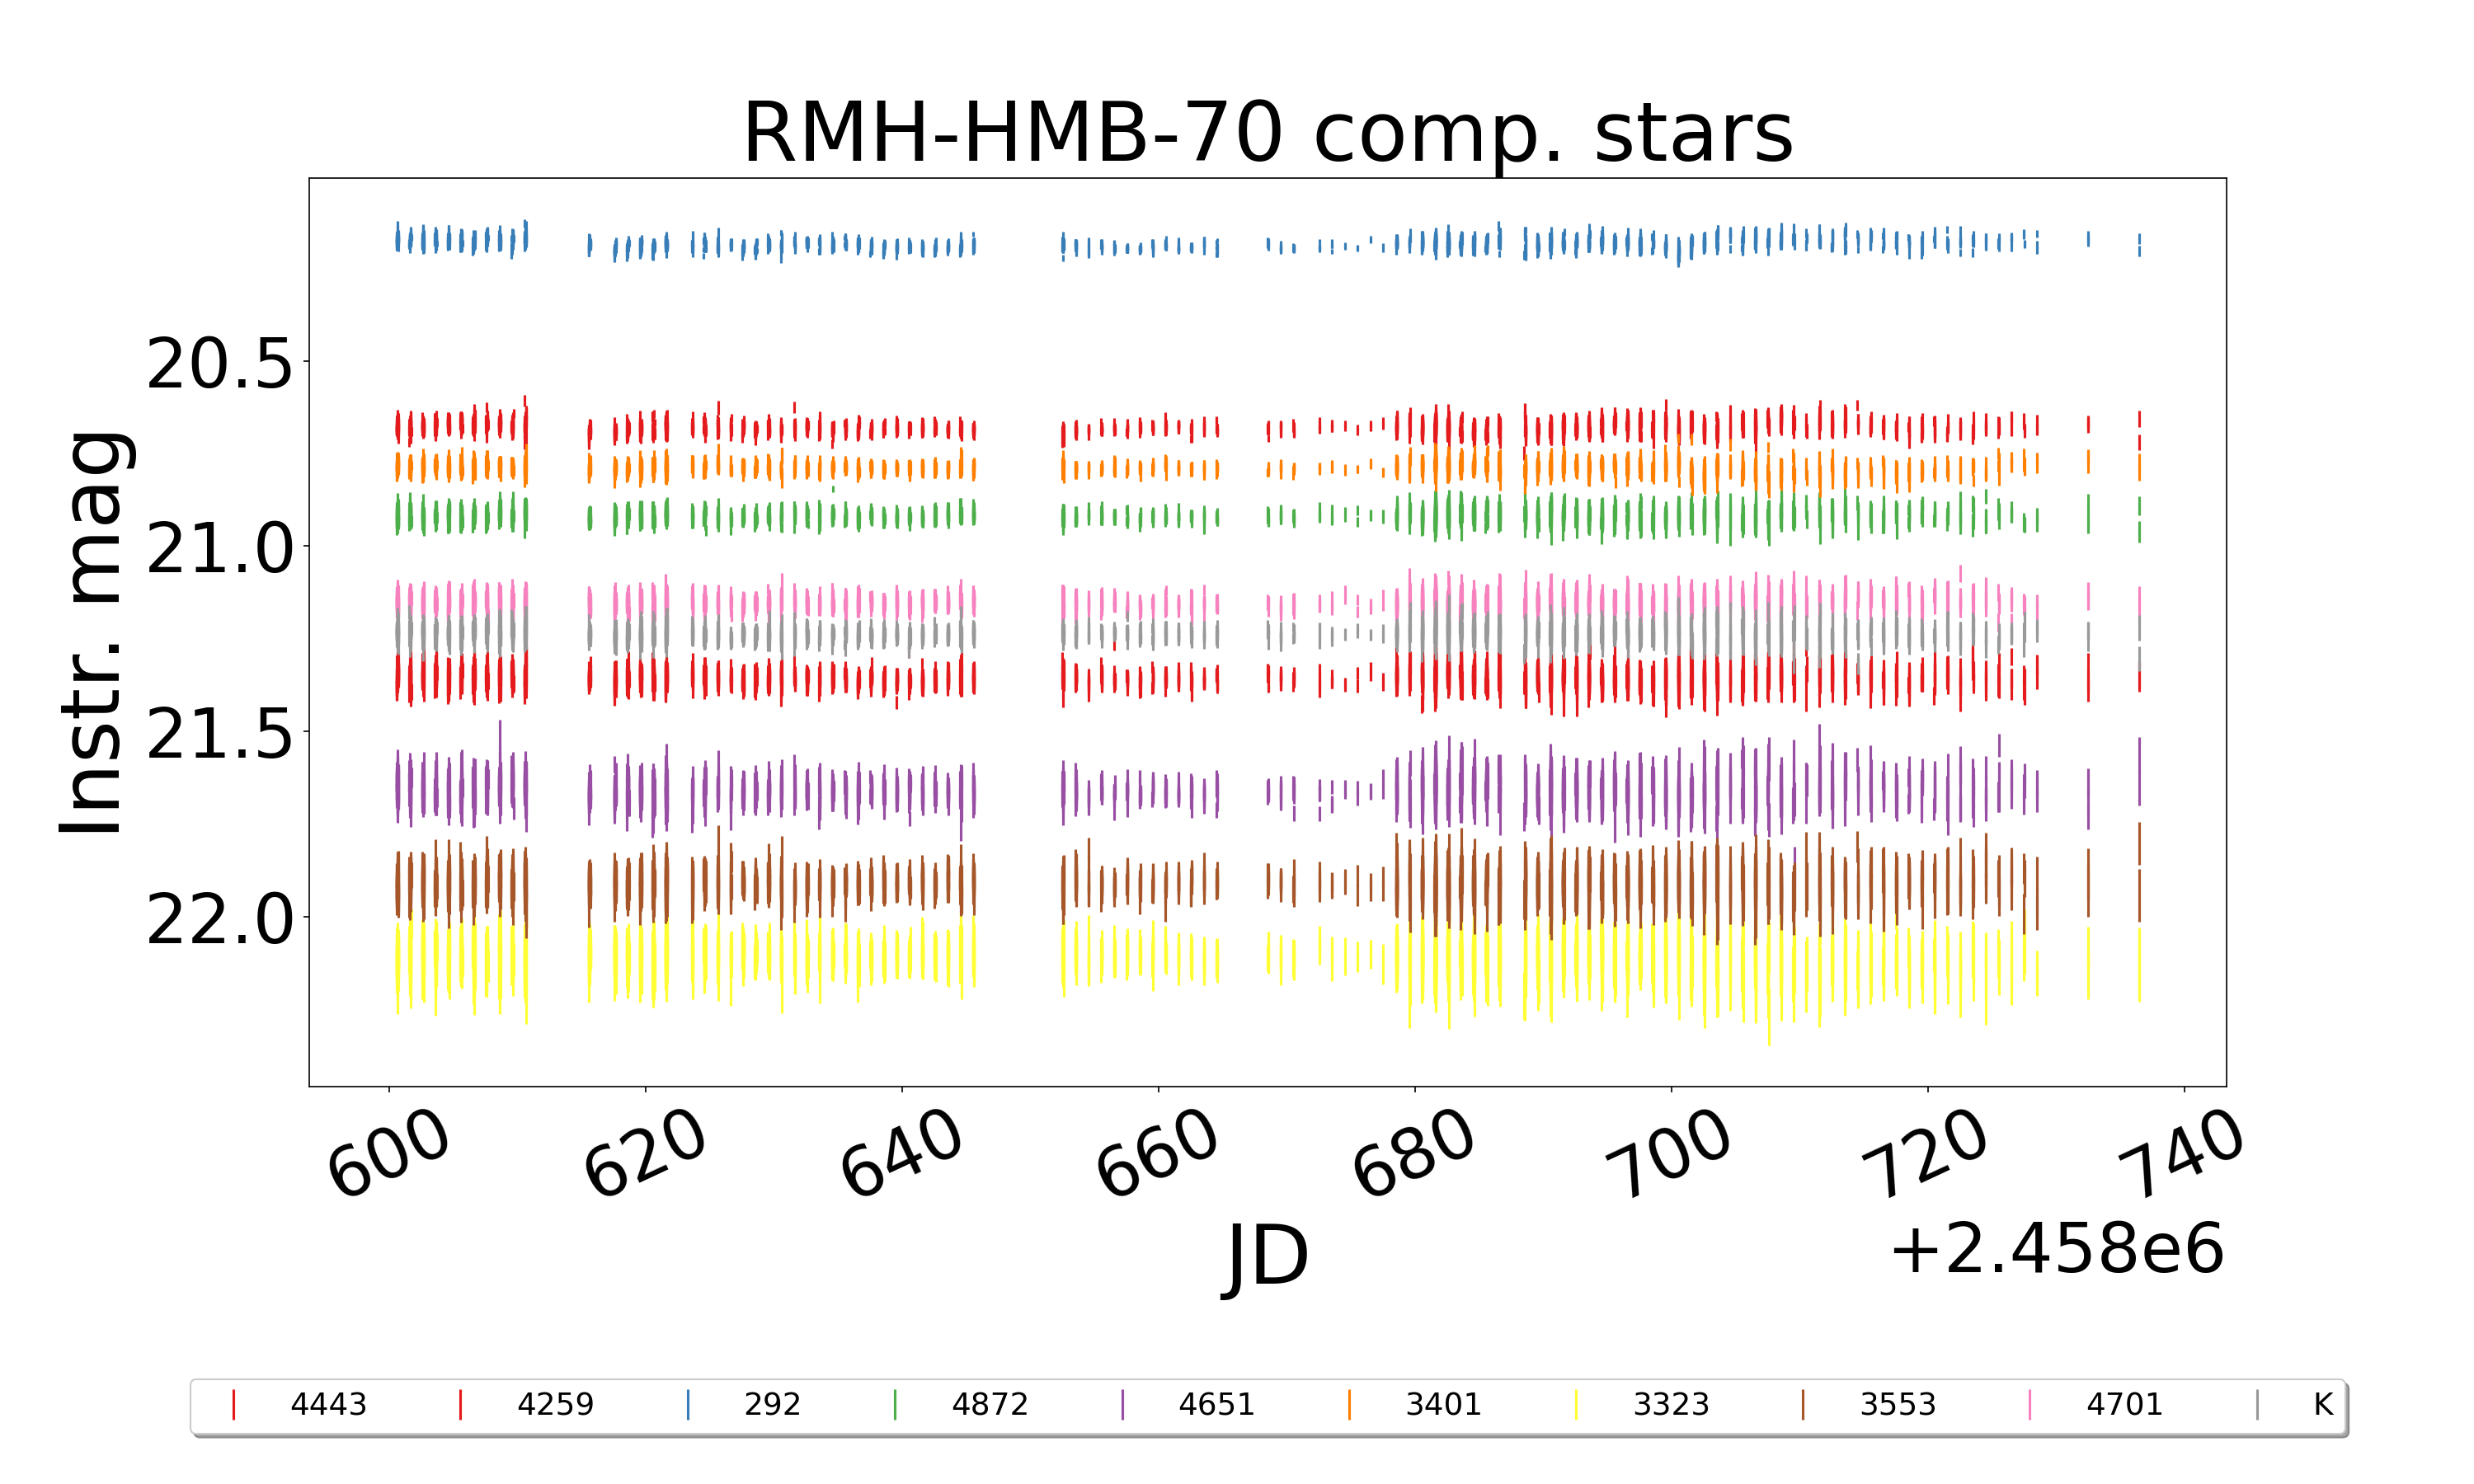 RMH-HMB-70 comp. stars
Instr. mag
20.5
21.0
21.5
22.0
600 620 640 660 680 700 720 740
JD
+2.458e6
4443 4259 292 4872 4651 3401 3323 3553 4701 K